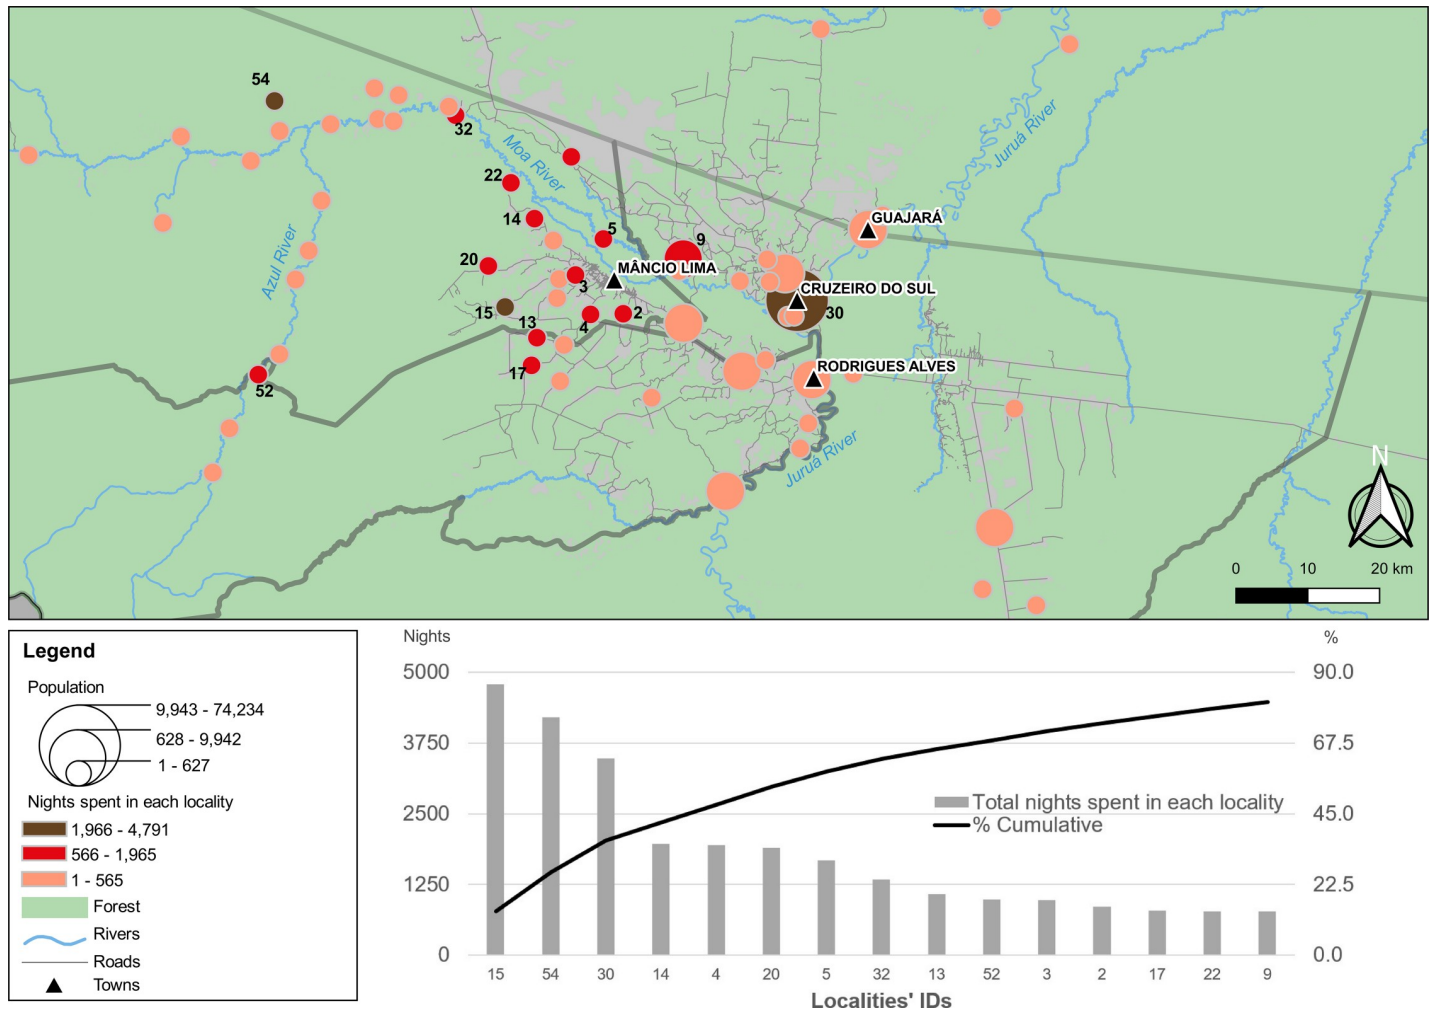 54
32
Moa River
Juruá River
22
14
5
9
GUAJARÁ
Azul River
20
MÂNCIO LIMA
3
CRUZEIRO DO SUL
15
30
13
4
2
17
RODRIGUES ALVES
52
Juruá River
N
0 10 20 km
Legend
Population
9,943 - 74,234
628 - 9,942
1 - 627
Nights spent in each locality
1,966 - 4,791
566 - 1,965
1 - 565
Forest
Rivers
Roads
Towns
Nights %
5000 90.0
3750 67.5
2500 45.0
1250 22.5
0 0.0
Total nights spent in each locality
% Cumulative
15 54 30 14 4 20 5 32 13 52 3 2 17 22 9
Localities' IDs